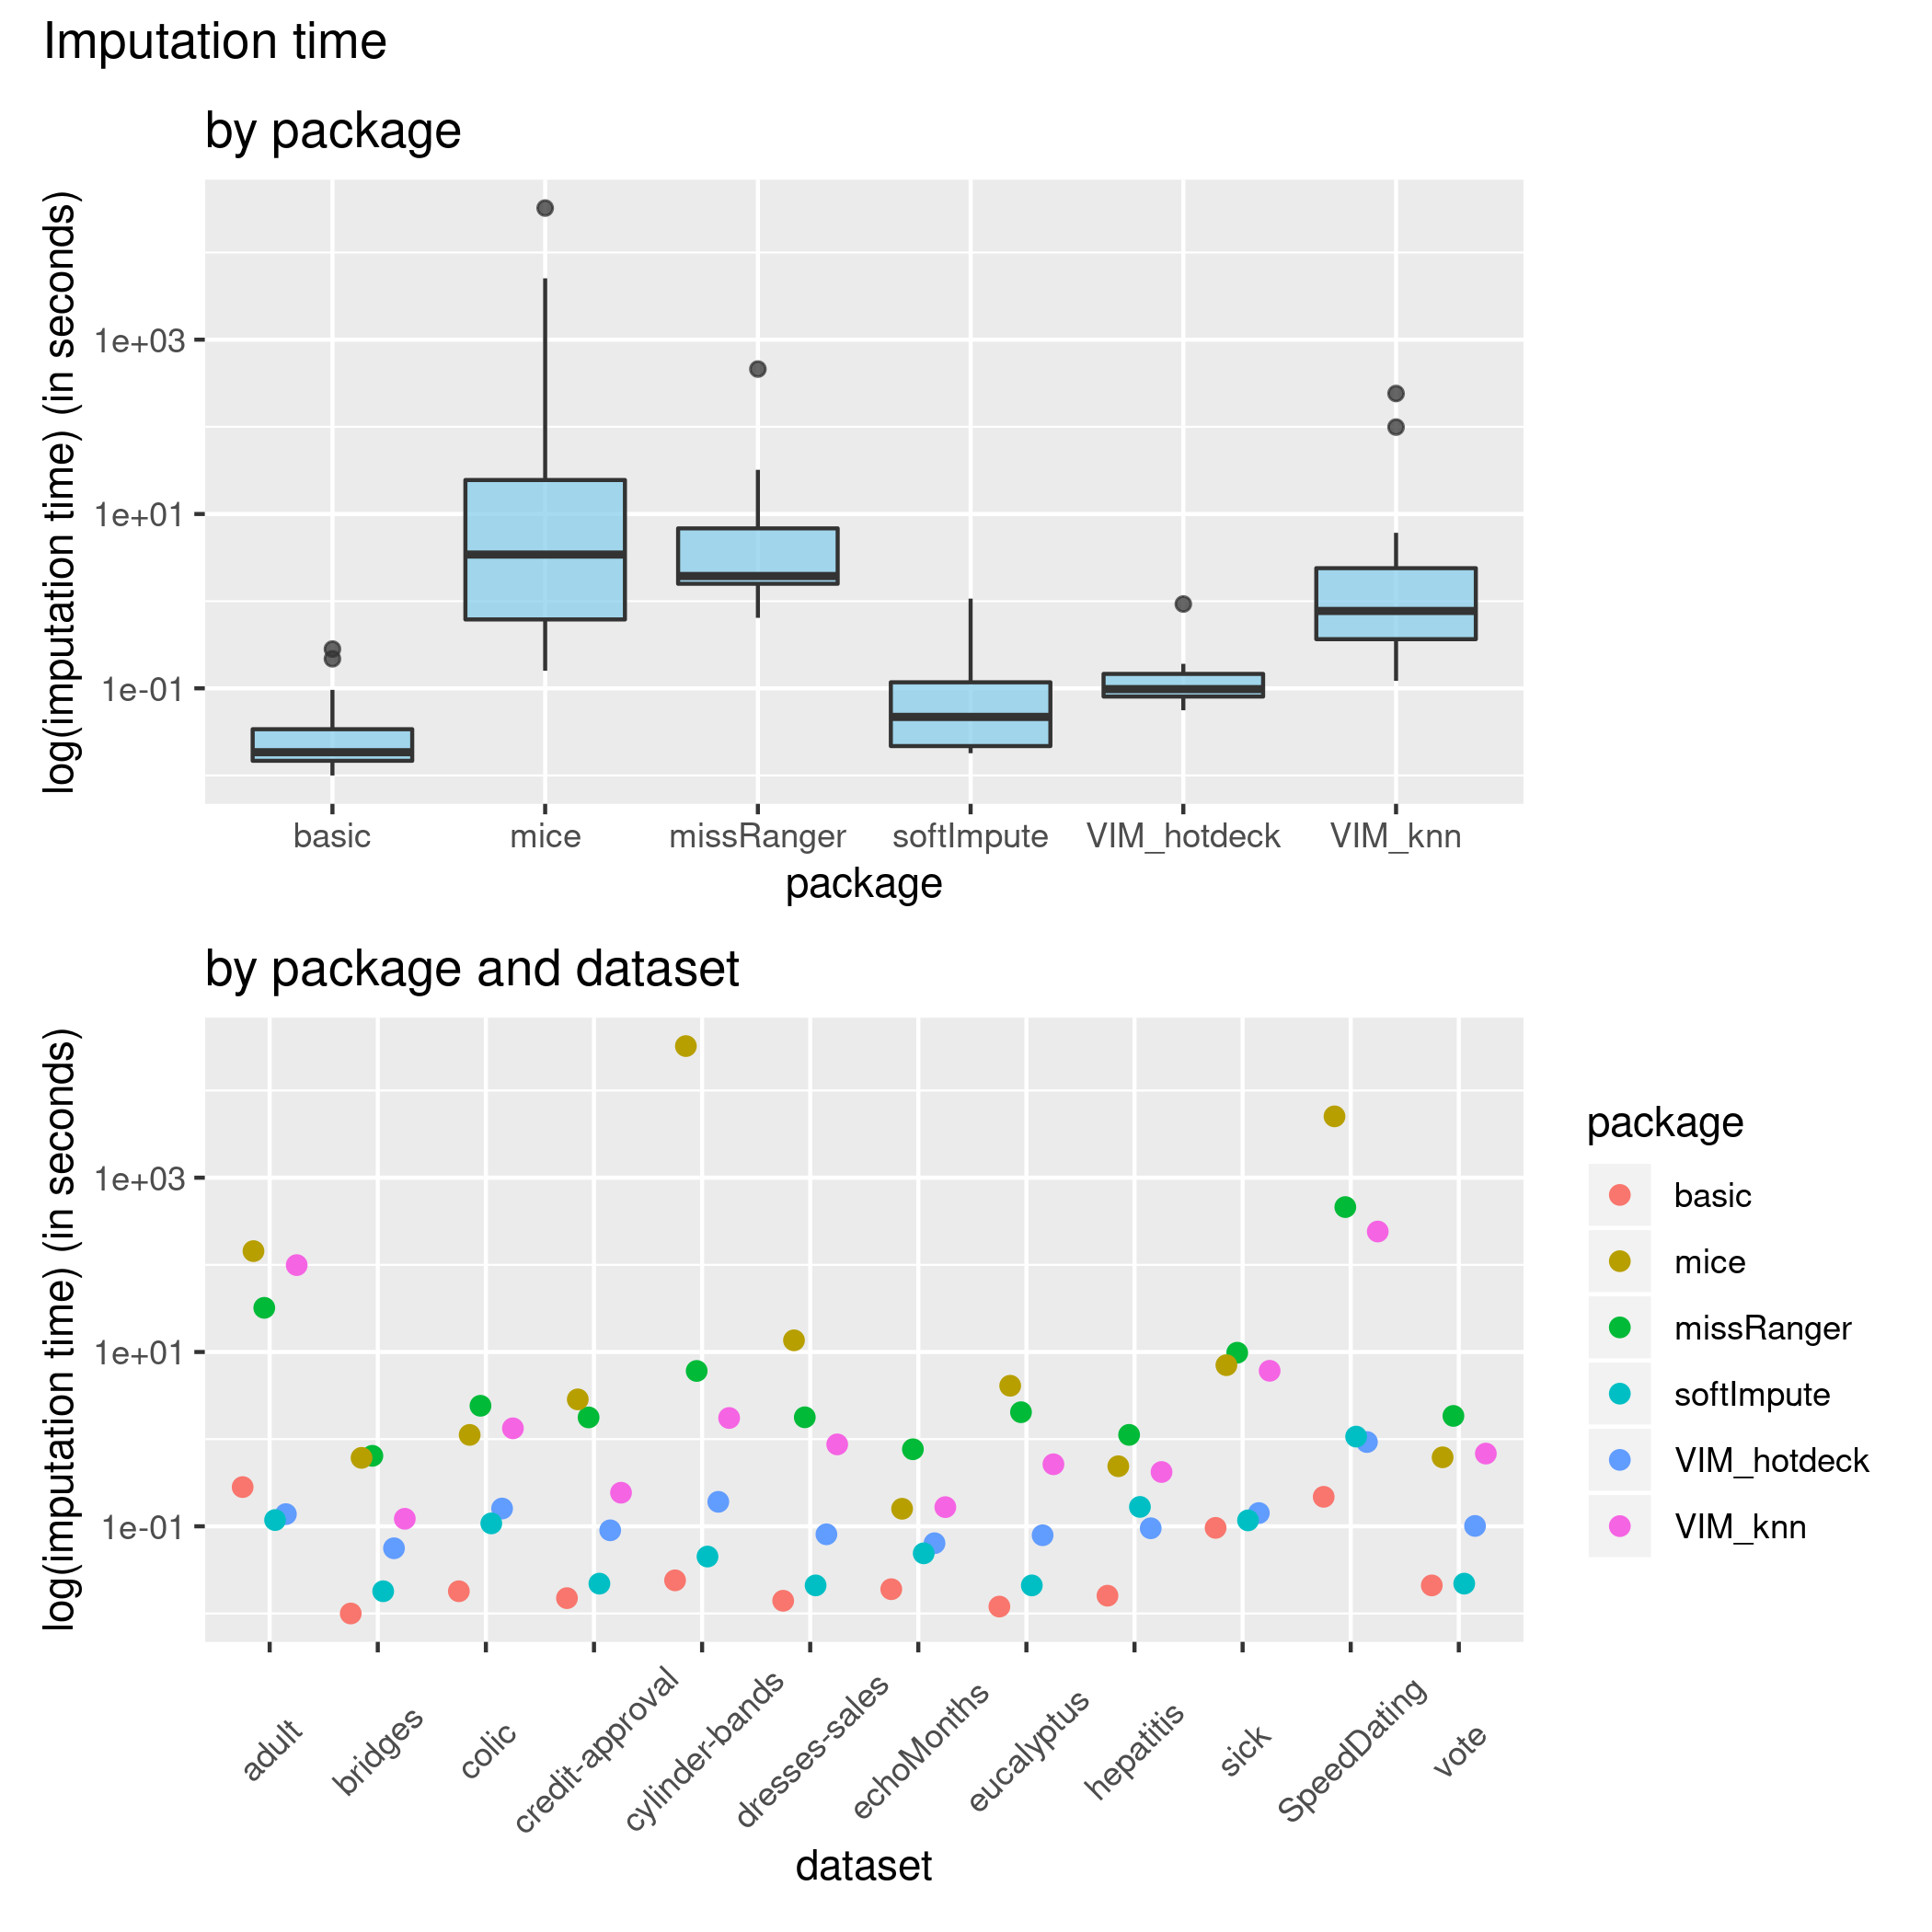 Imputation time
by package
log(imputation time) (in seconds)
1e+03
1e+01
1e-01
basic mice missRanger softImpute VIM_hotdeck VIM_knn
package
by package and dataset
log(imputation time) (in seconds)
1e+03
1e+01
1e-01
adult bridges colic credit-approval cylinder-bands dresses-sales echoMonths eucalyptus hepatitis sick SpeedDating vote
dataset
package
basic
mice
missRanger
softImpute
VIM_hotdeck
VIM_knn